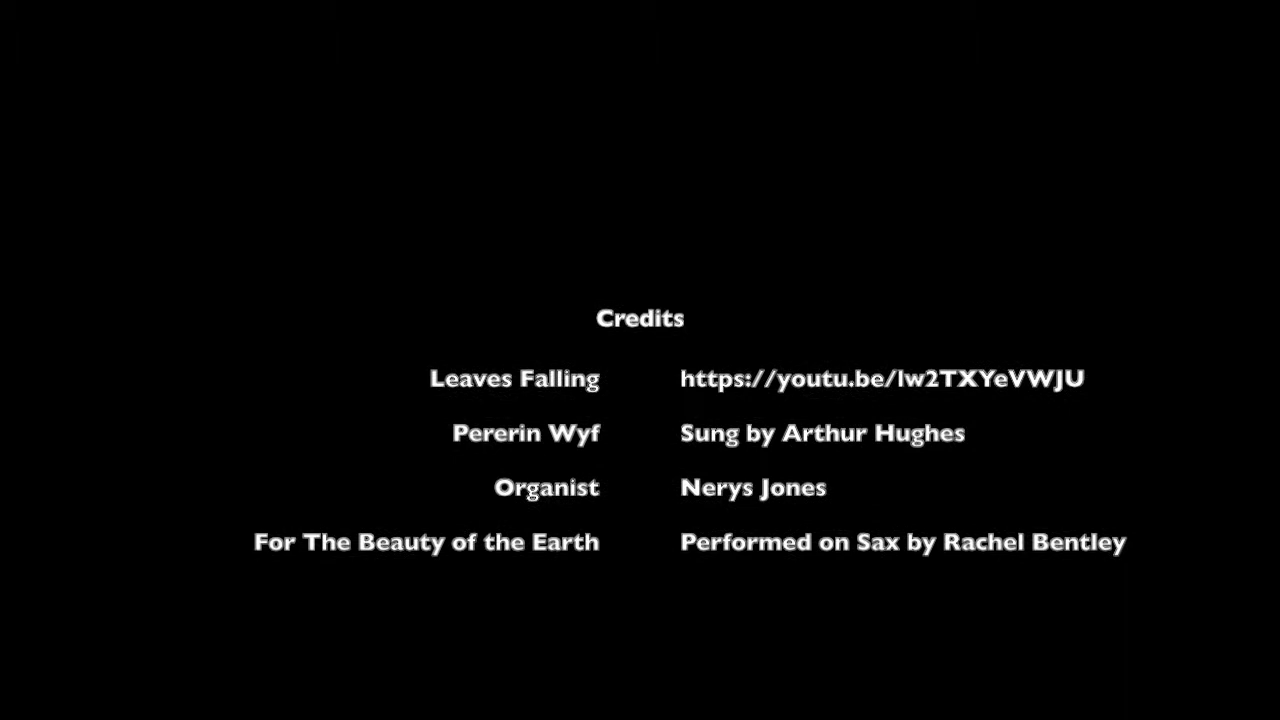 Credits
Leaves Falling https://youtu.be/lw2TXYeVWJU
Pererin Wyf Sung by Arthur Hughes
Organist Nerys Jones
For The Beauty of the Earth Performed on Sax by Rachel Bentley